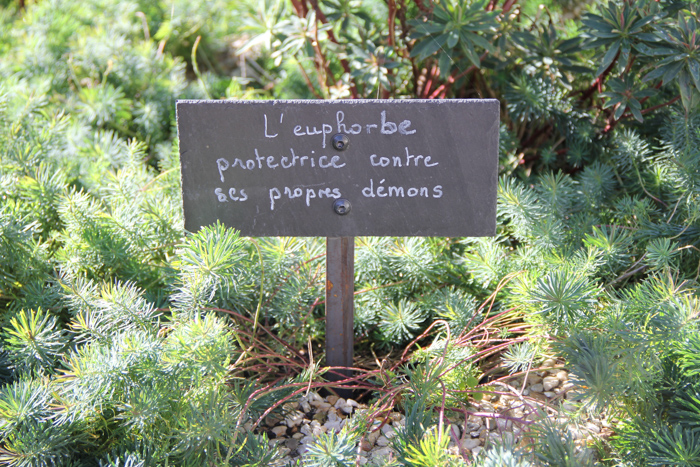 L'euphorbe
protectrice contre
ses propres démons